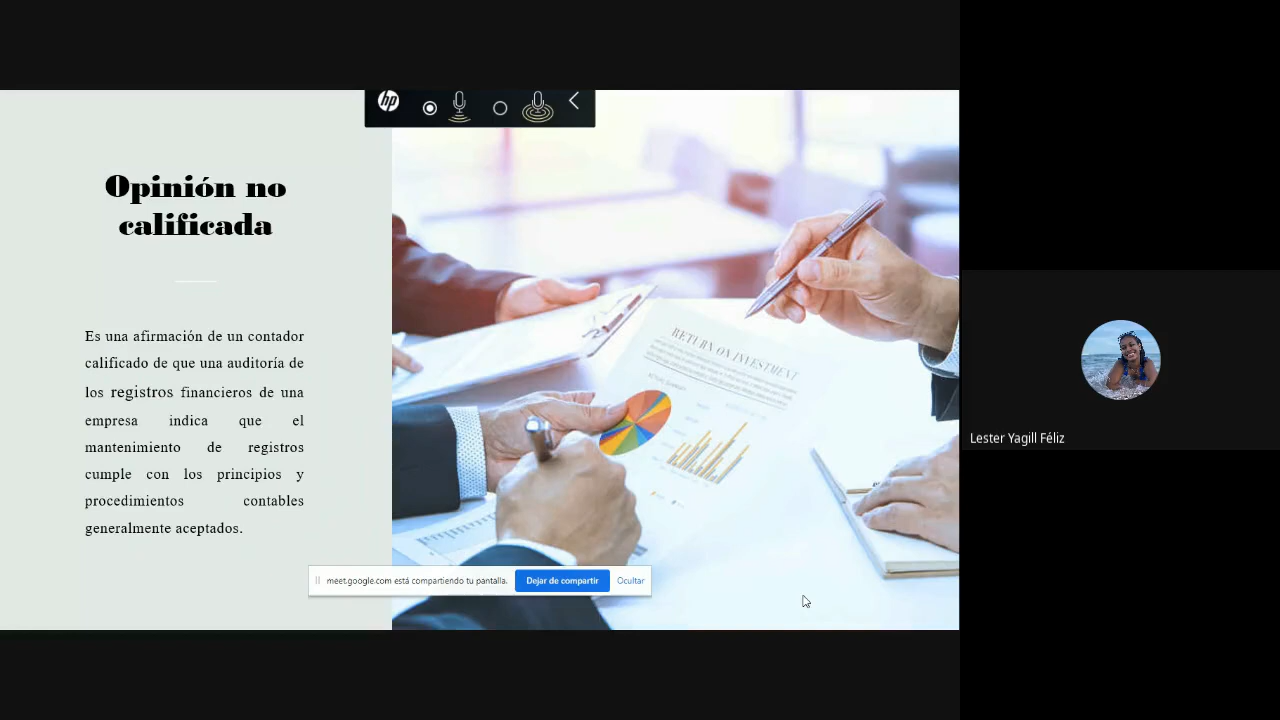 hp
Opinión no
calificada
Es una afirmación de un contador
calificado de que una auditoría de
los registros financieros de una
empresa indica que el
mantenimiento de registros
cumple con los principios y
procedimientos contables
generalmente aceptados.
RETURN ON INVESTMENT
meet.google.com está compartiendo tu pantalla. Dejar de compartir Ocultar
Lester Yagill Féliz